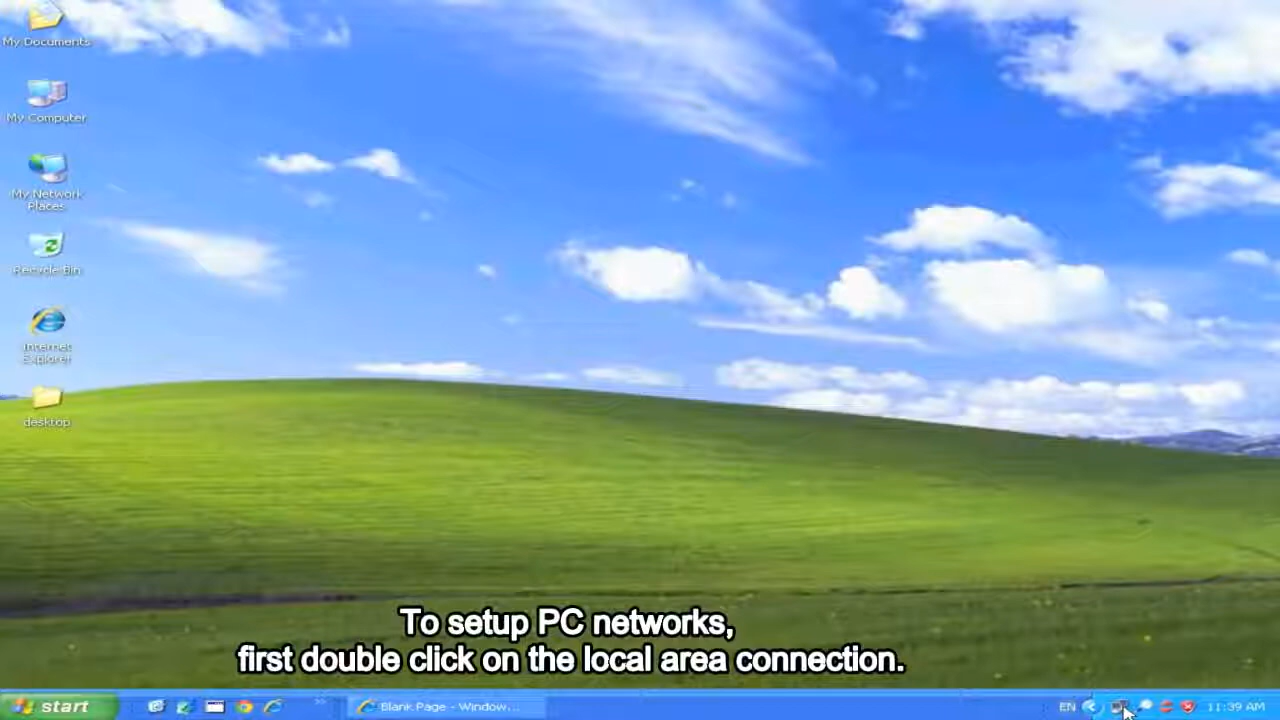 My Documents
My Computer
My Network
Places
Recycle Bin
Internet
Explorer
desktop
To setup PC networks,
first double click on the local area connection.
start
Blank Page - Window...
EN
11:39 AM